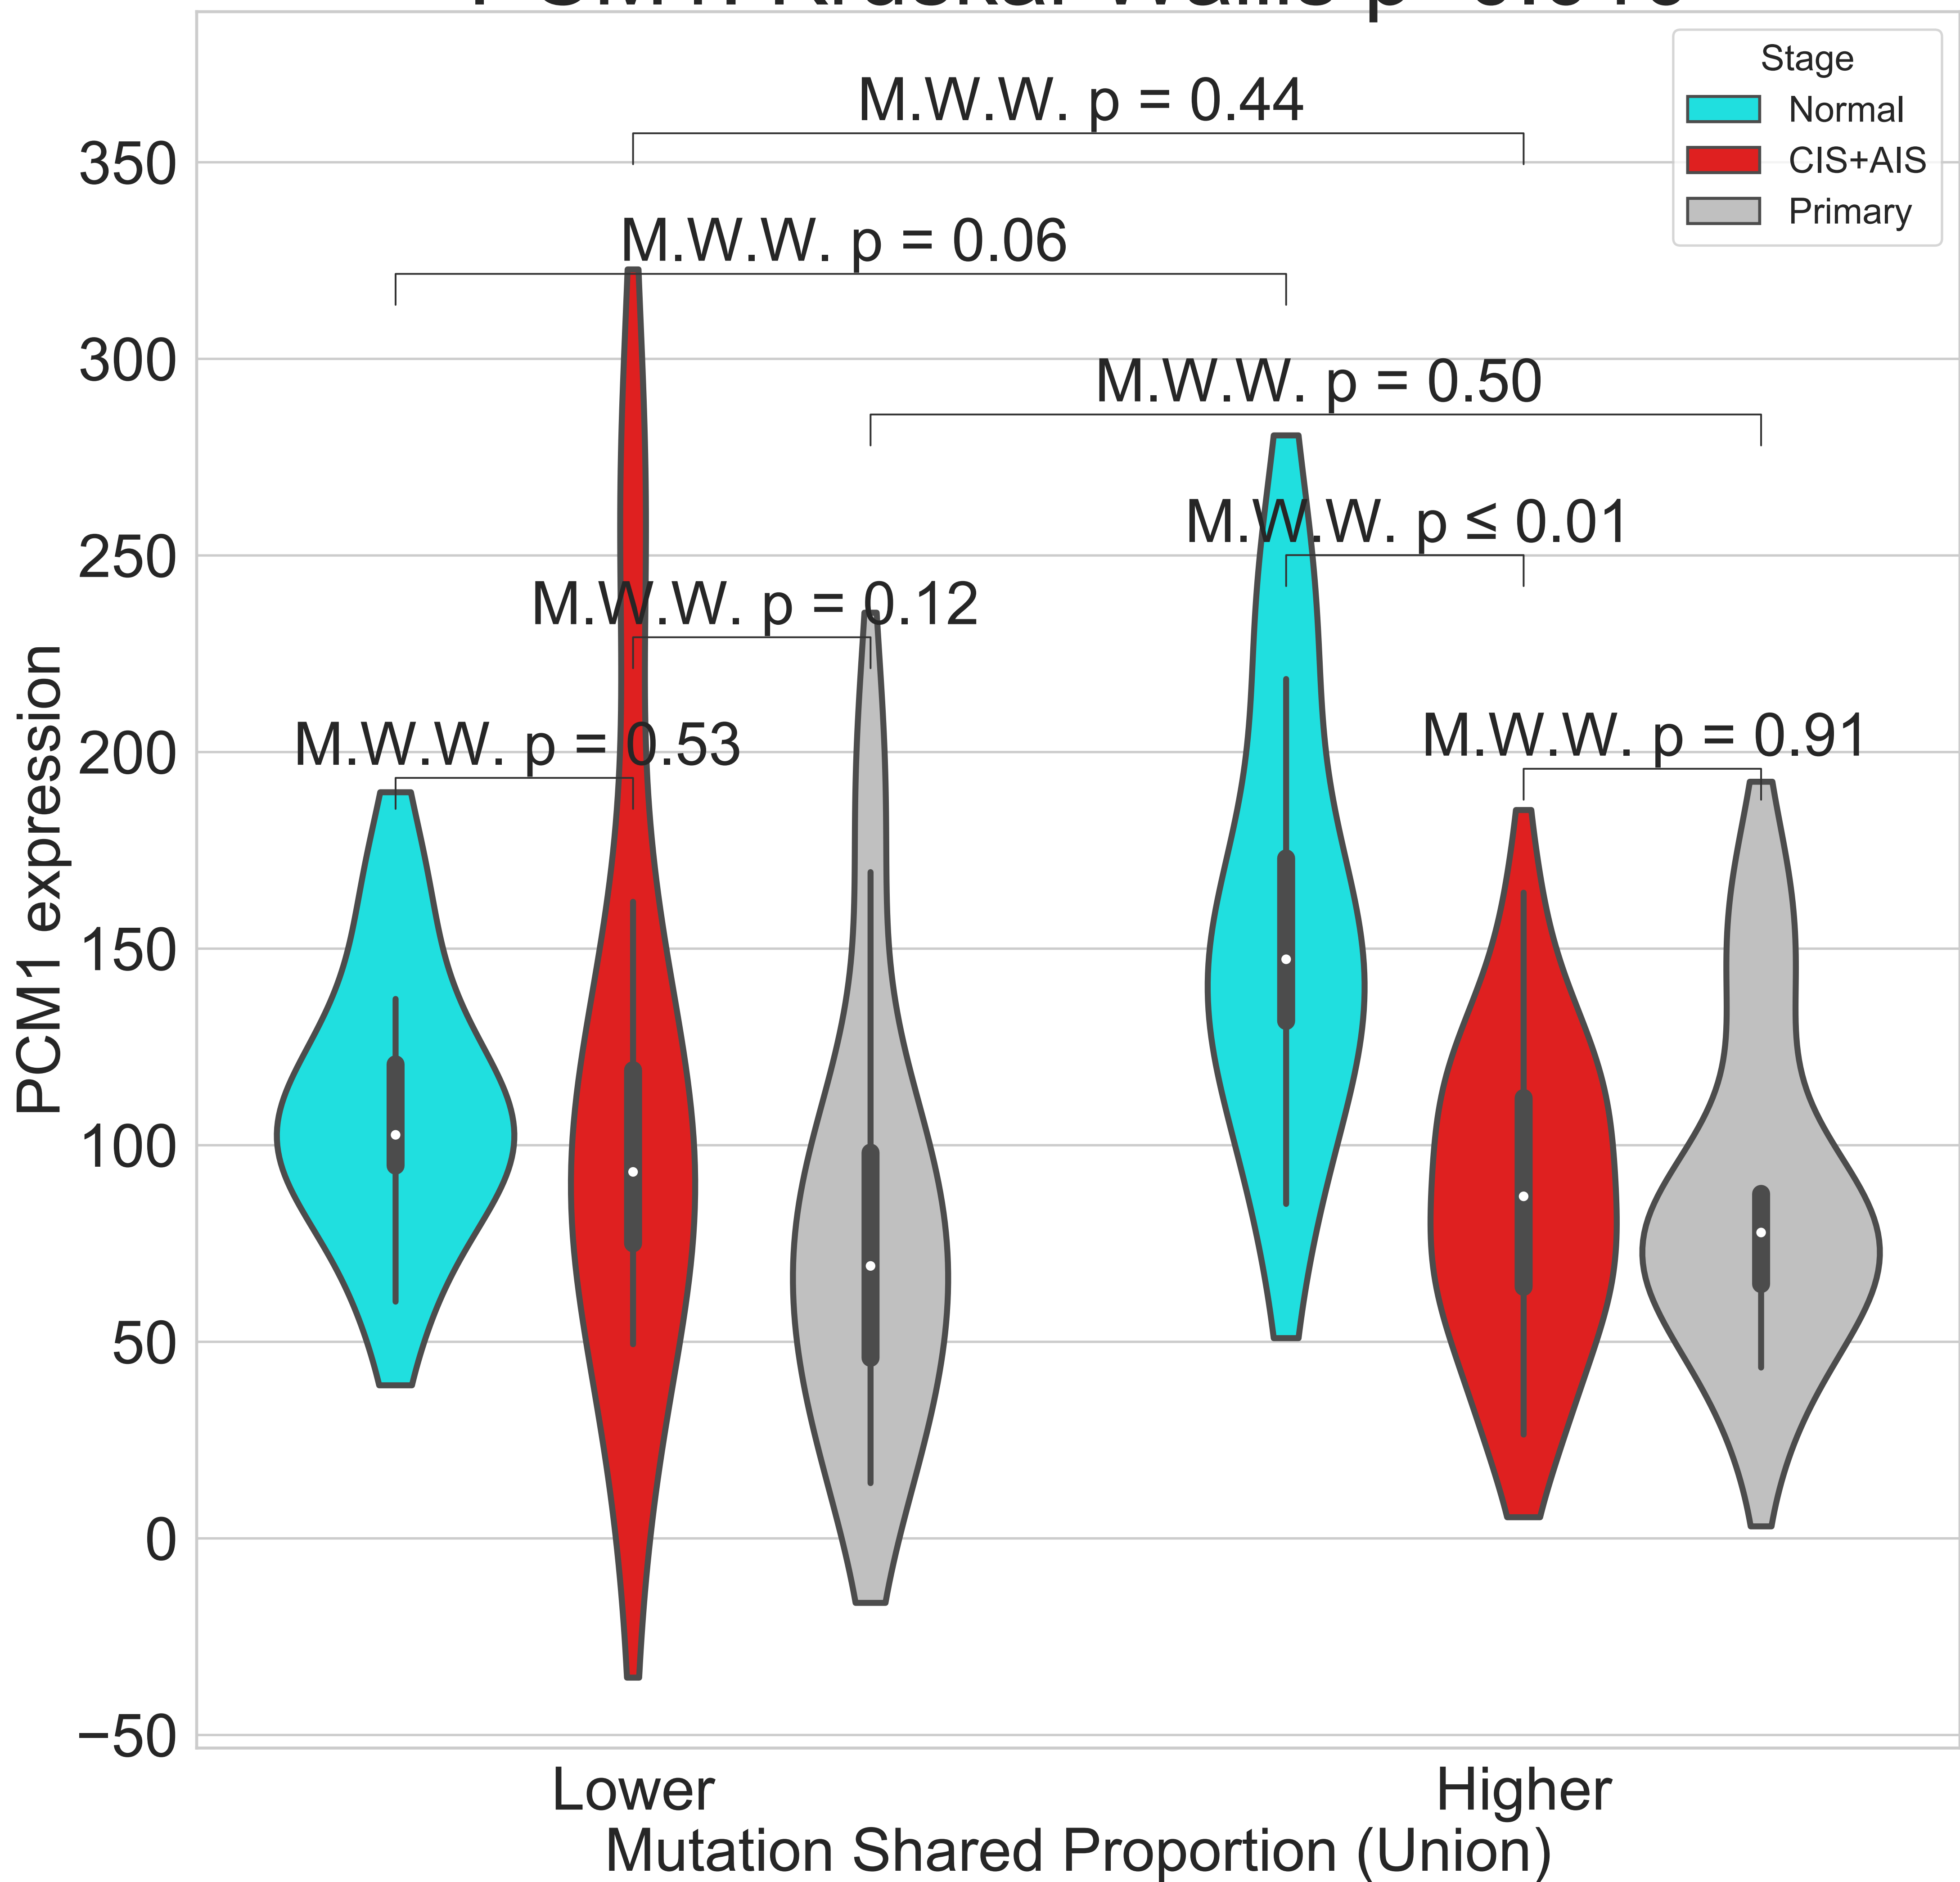 Stage
Normal
CIS+AIS
Primary
M.W.W. p = 0.44
M.W.W. p = 0.06
M.W.W. p = 0.50
M.W.W. p ≤ 0.01
M.W.W. p = 0.12
M.W.W. p = 0.53
M.W.W. p = 0.91
PCM1 expression
350
300
250
200
150
100
50
0
−50
Lower
Higher
Mutation Shared Proportion (Union)